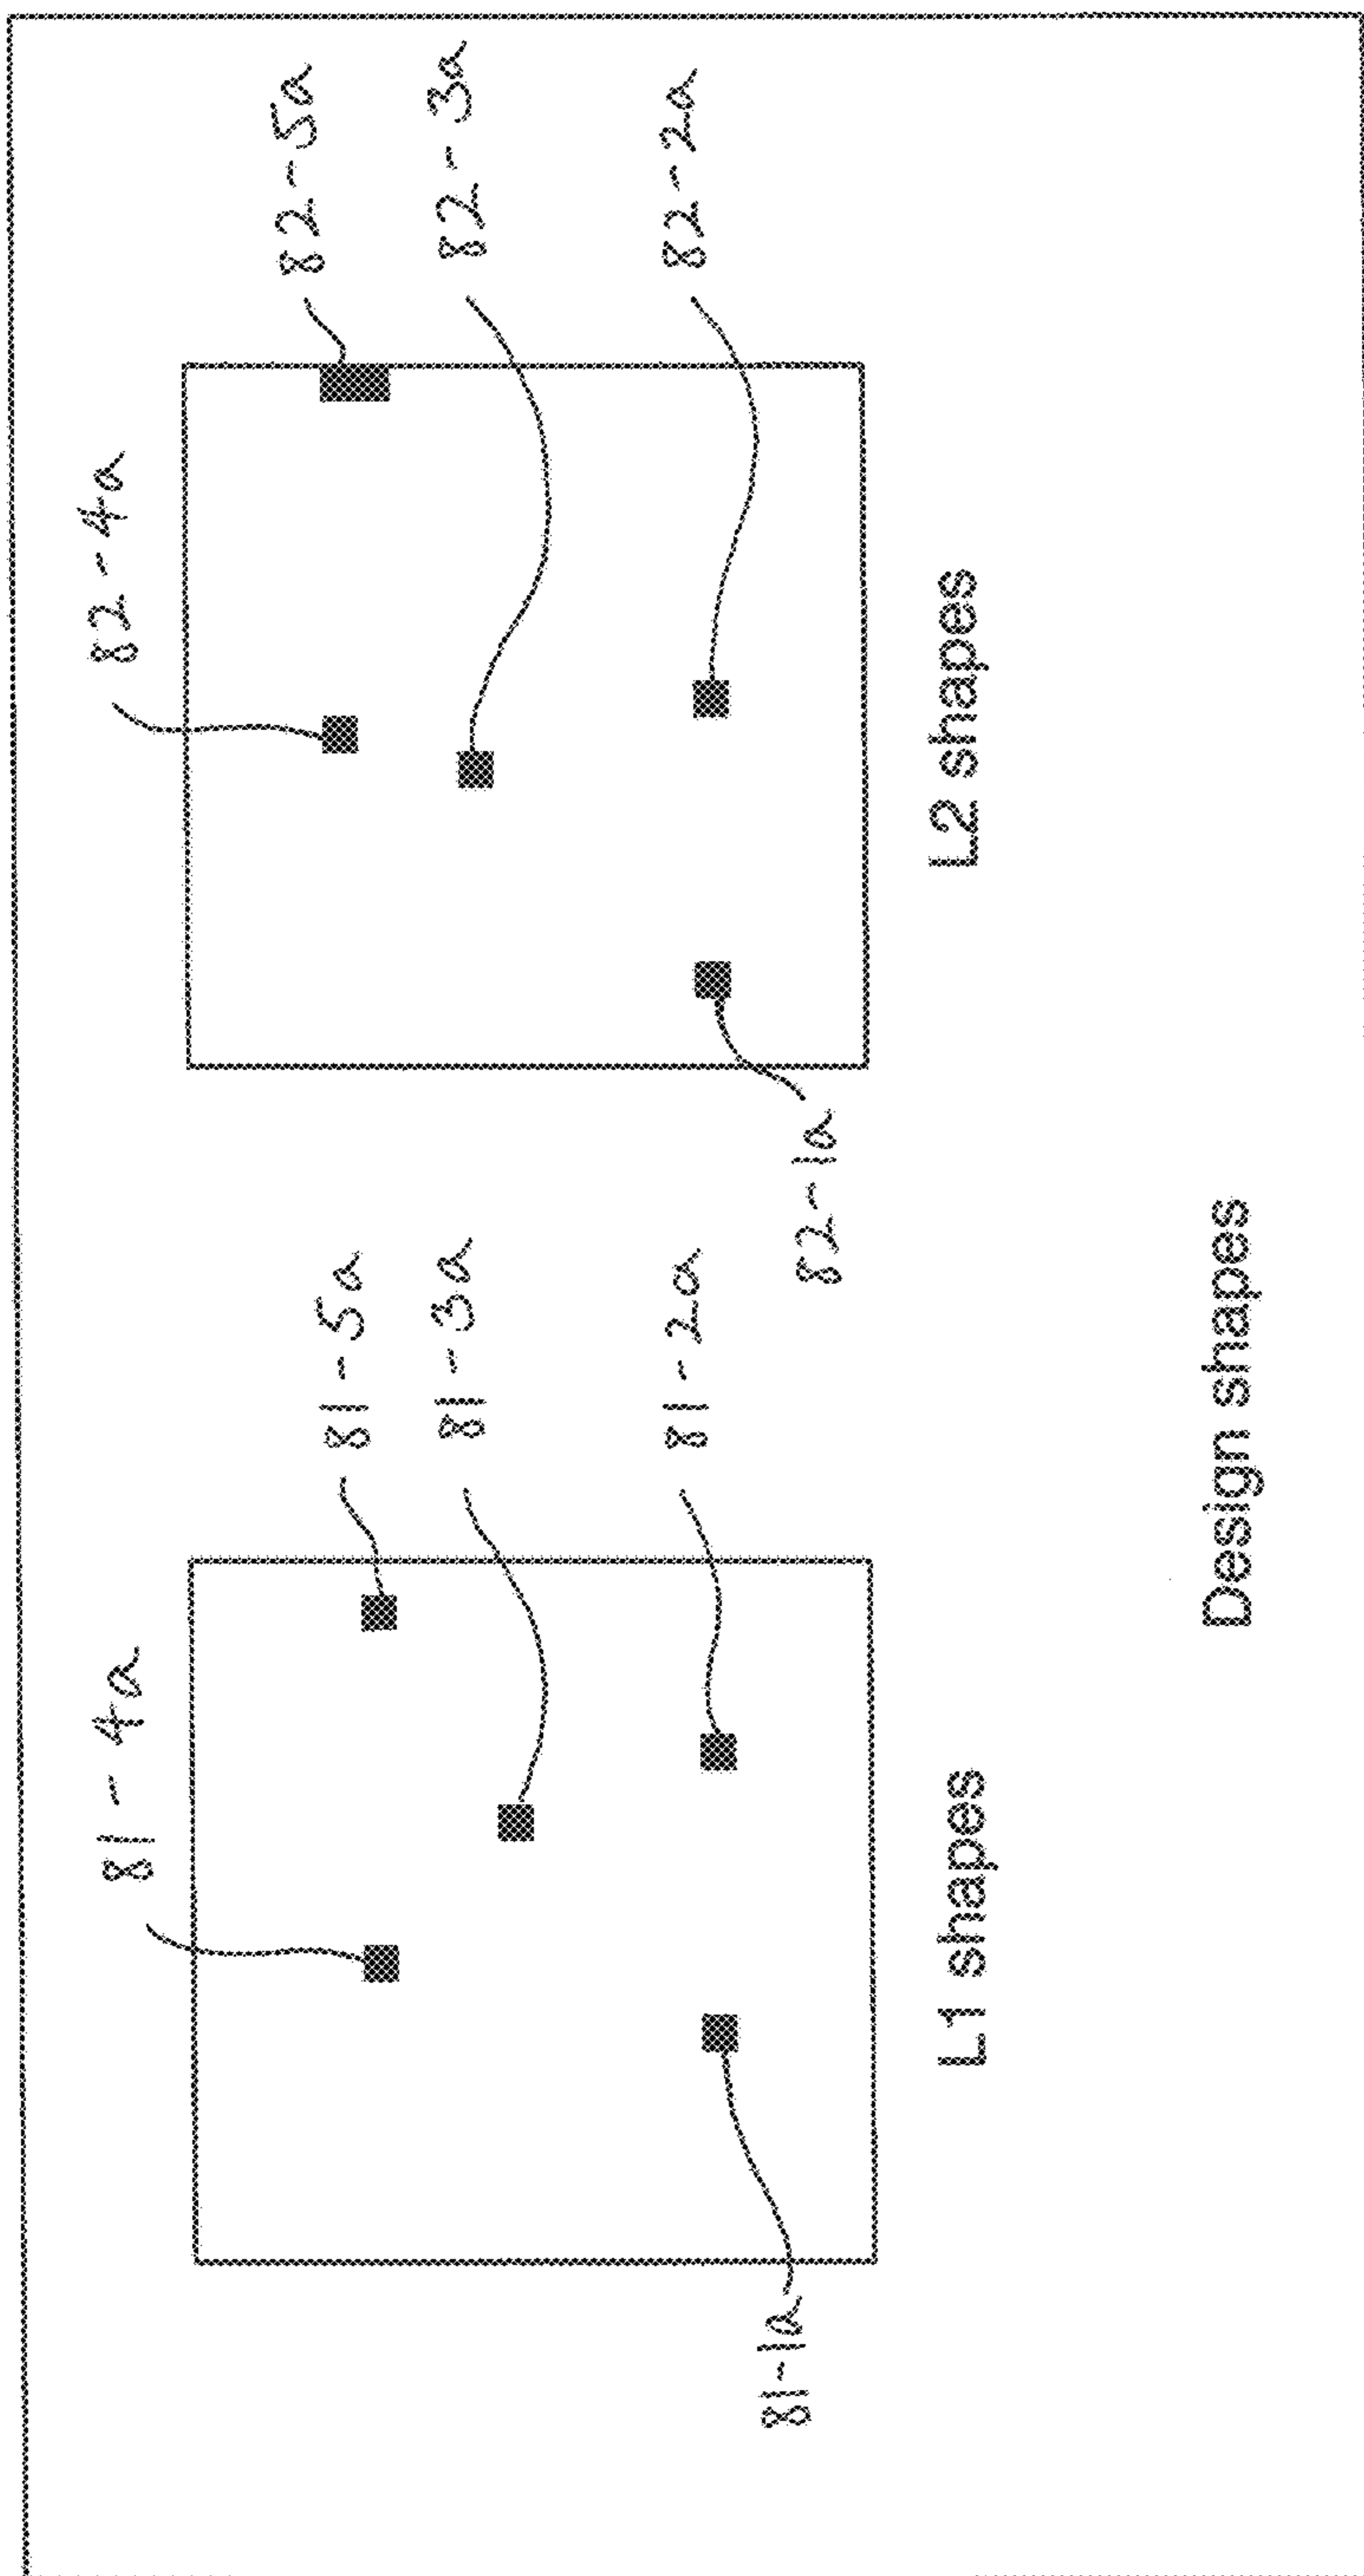 81-4a
81-5a
81-3a
81-2a
81-1a
L1 shapes
82-4a
82-5a
82-3a
82-2a
82-1a
L2 shapes
Design shapes